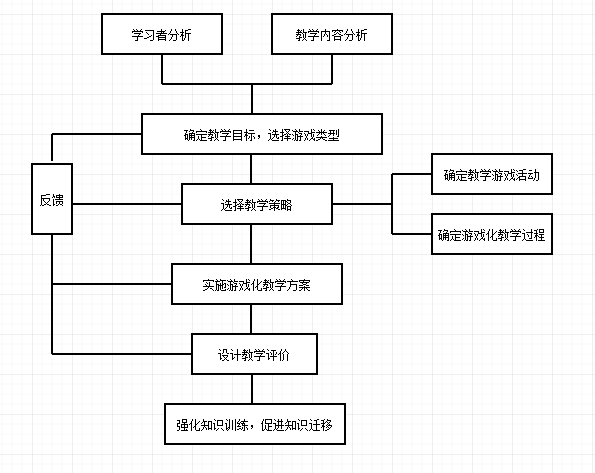 学习者分析
教学内容分析
确定教学目标，选择游戏类型
反馈
选择教学策略
确定教学游戏活动
确定游戏化教学过程
实施游戏化教学方案
设计教学评价
强化知识训练，促进知识迁移